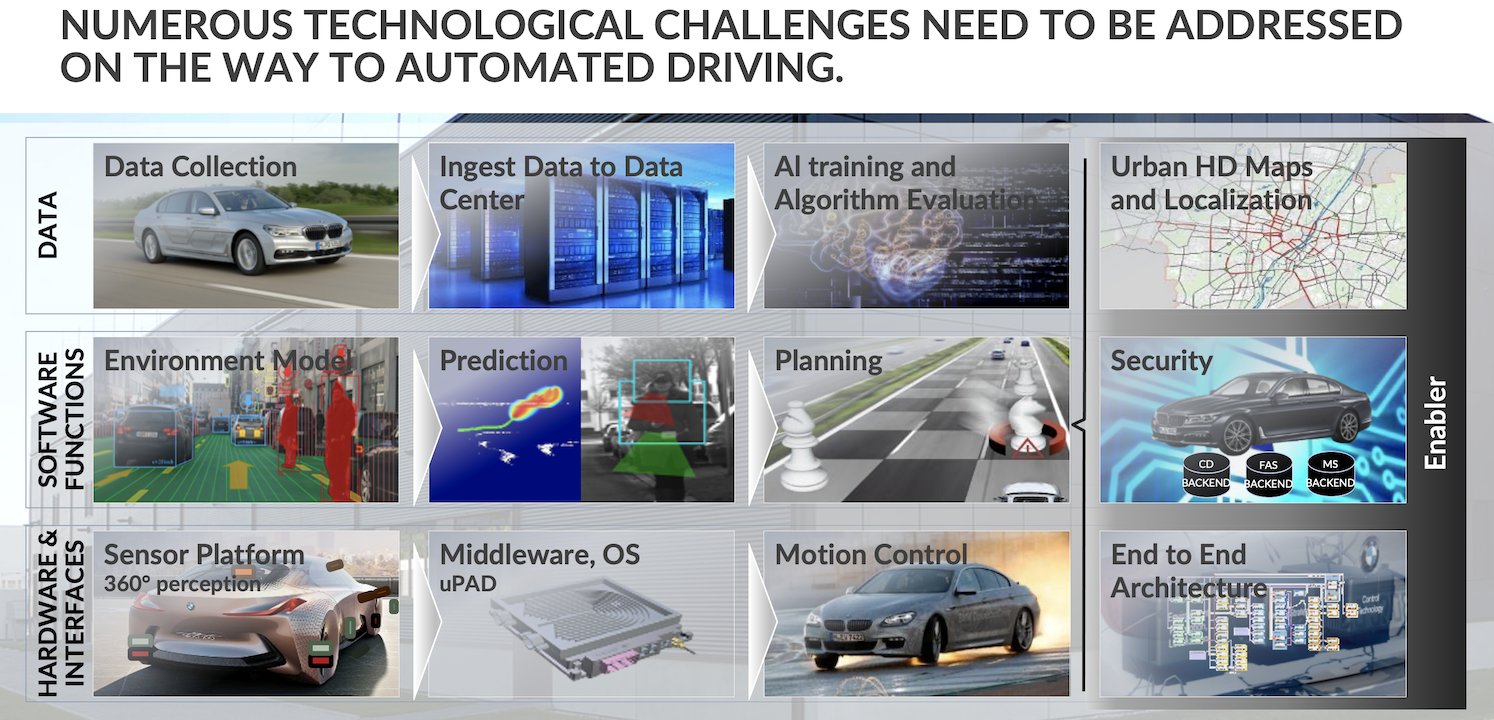 NUMEROUS TECHNOLOGICAL CHALLENGES NEED TO BE ADDRESSED
ON THE WAY TO AUTOMATED DRIVING.
DATA
Data Collection
Ingest Data to Data
Center
AI training and
Algorithm Evaluation
Urban HD Maps
and Localization
SOFTWARE
FUNCTIONS
Environment Model
Prediction
Planning
Security
CD
BACKEND
FAS
BACKEND
MS
BACKEND
Enabler
HARDWARE &
INTERFACES
Sensor Platform
360° perception
Middleware, OS
uPAD
Motion Control
End to End
Architecture
Control